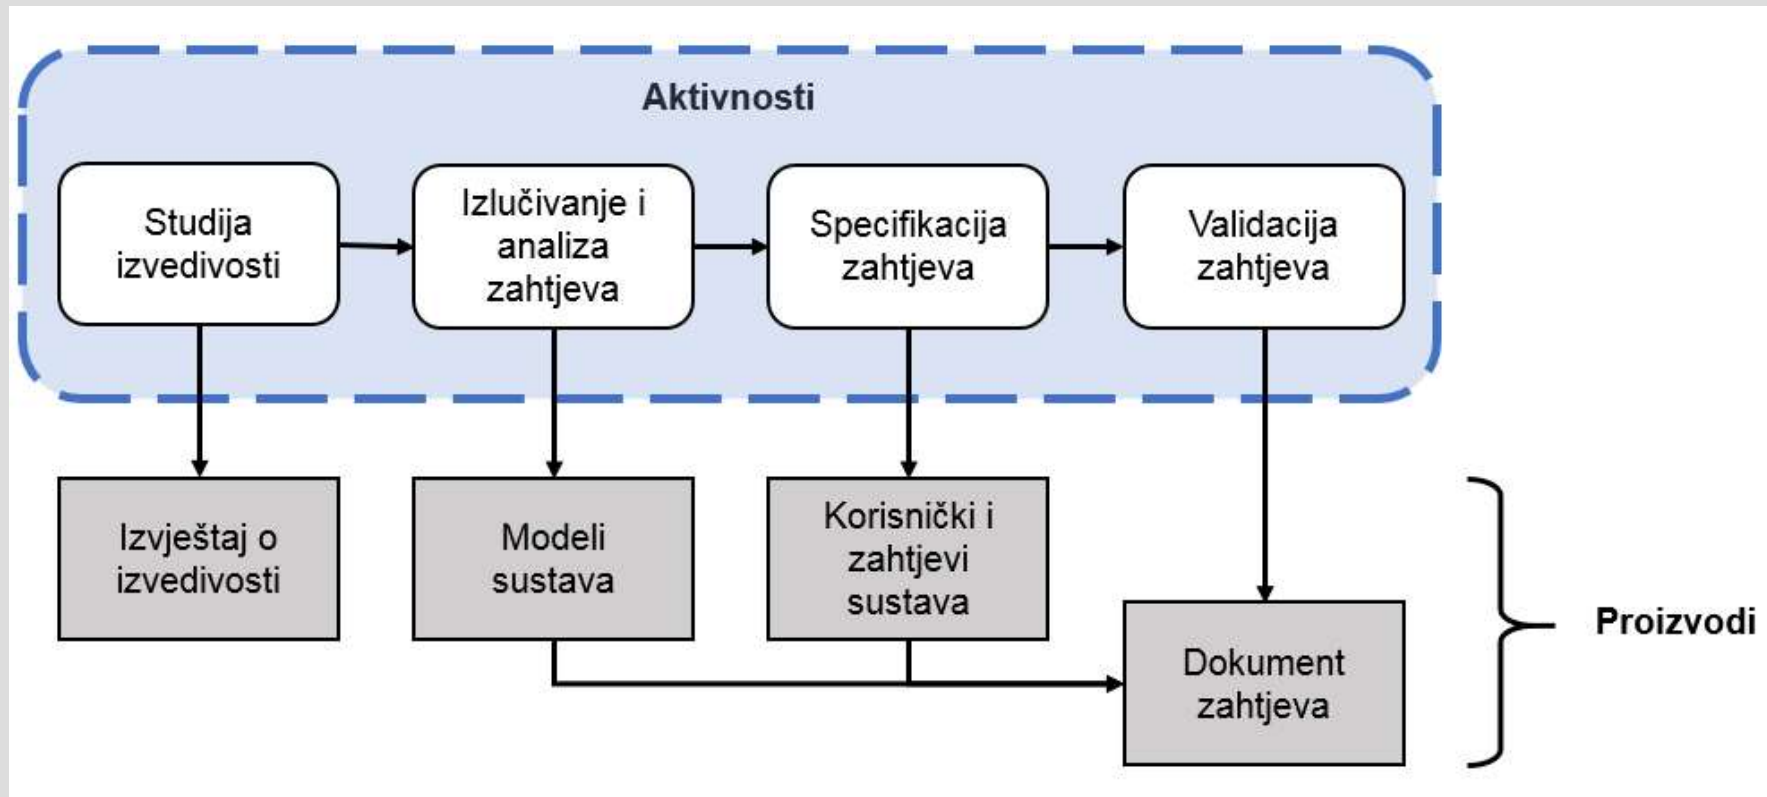 Aktivnosti
Studija
izvedivosti
Izlučivanje i
analiza
zahtjeva
Specifikacija
zahtjeva
Validacija
zahtjeva
Izvještaj o
izvedivosti
Modeli
sustava
Korisnički i
zahtjevi
sustava
Dokument
zahtjeva
Proizvodi